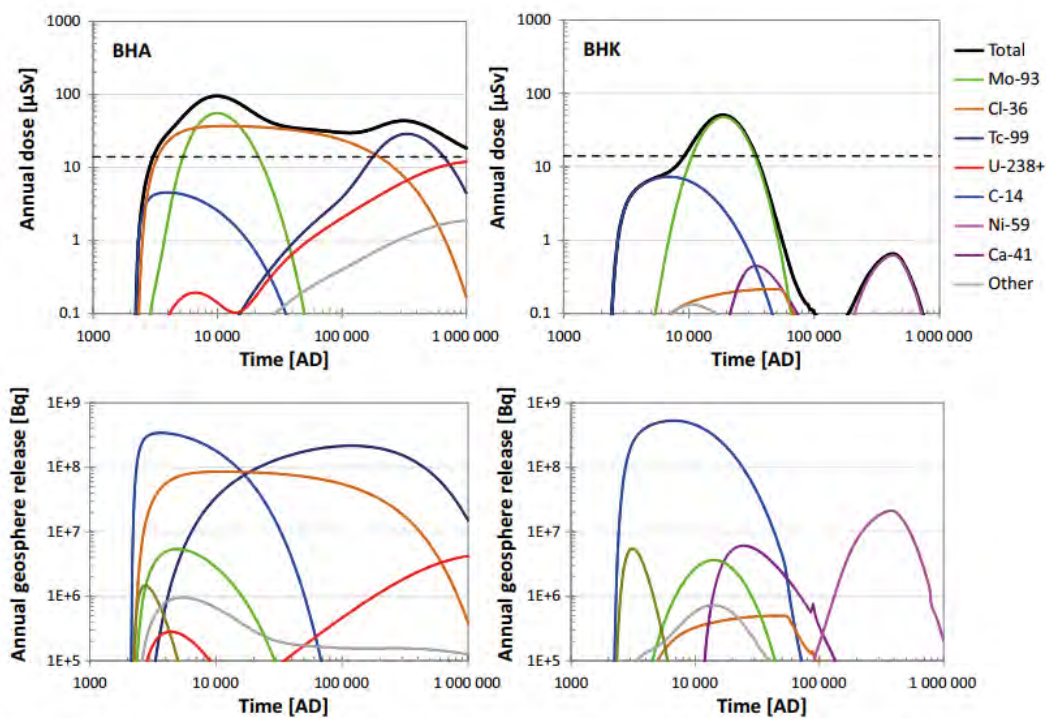 BHA
Annual dose [µSv]
1000
100
10
1
0.1
1000
10 000
100 000
1 000 000
Time [AD]
BHK
Annual dose [µSv]
1000
100
10
1
0.1
1000
10 000
100 000
1 000 000
Time [AD]
Total
Mo-93
Cl-36
Tc-99
U-238+
C-14
Ni-59
Ca-41
Other
Annual geosphere release [Bq]
1E+9
1E+8
1E+7
1E+6
1E+5
1000
10 000
100 000
1 000 000
Time [AD]
Annual geosphere release [Bq]
1E+9
1E+8
1E+7
1E+6
1E+5
1000
10 000
100 000
1 000 000
Time [AD]